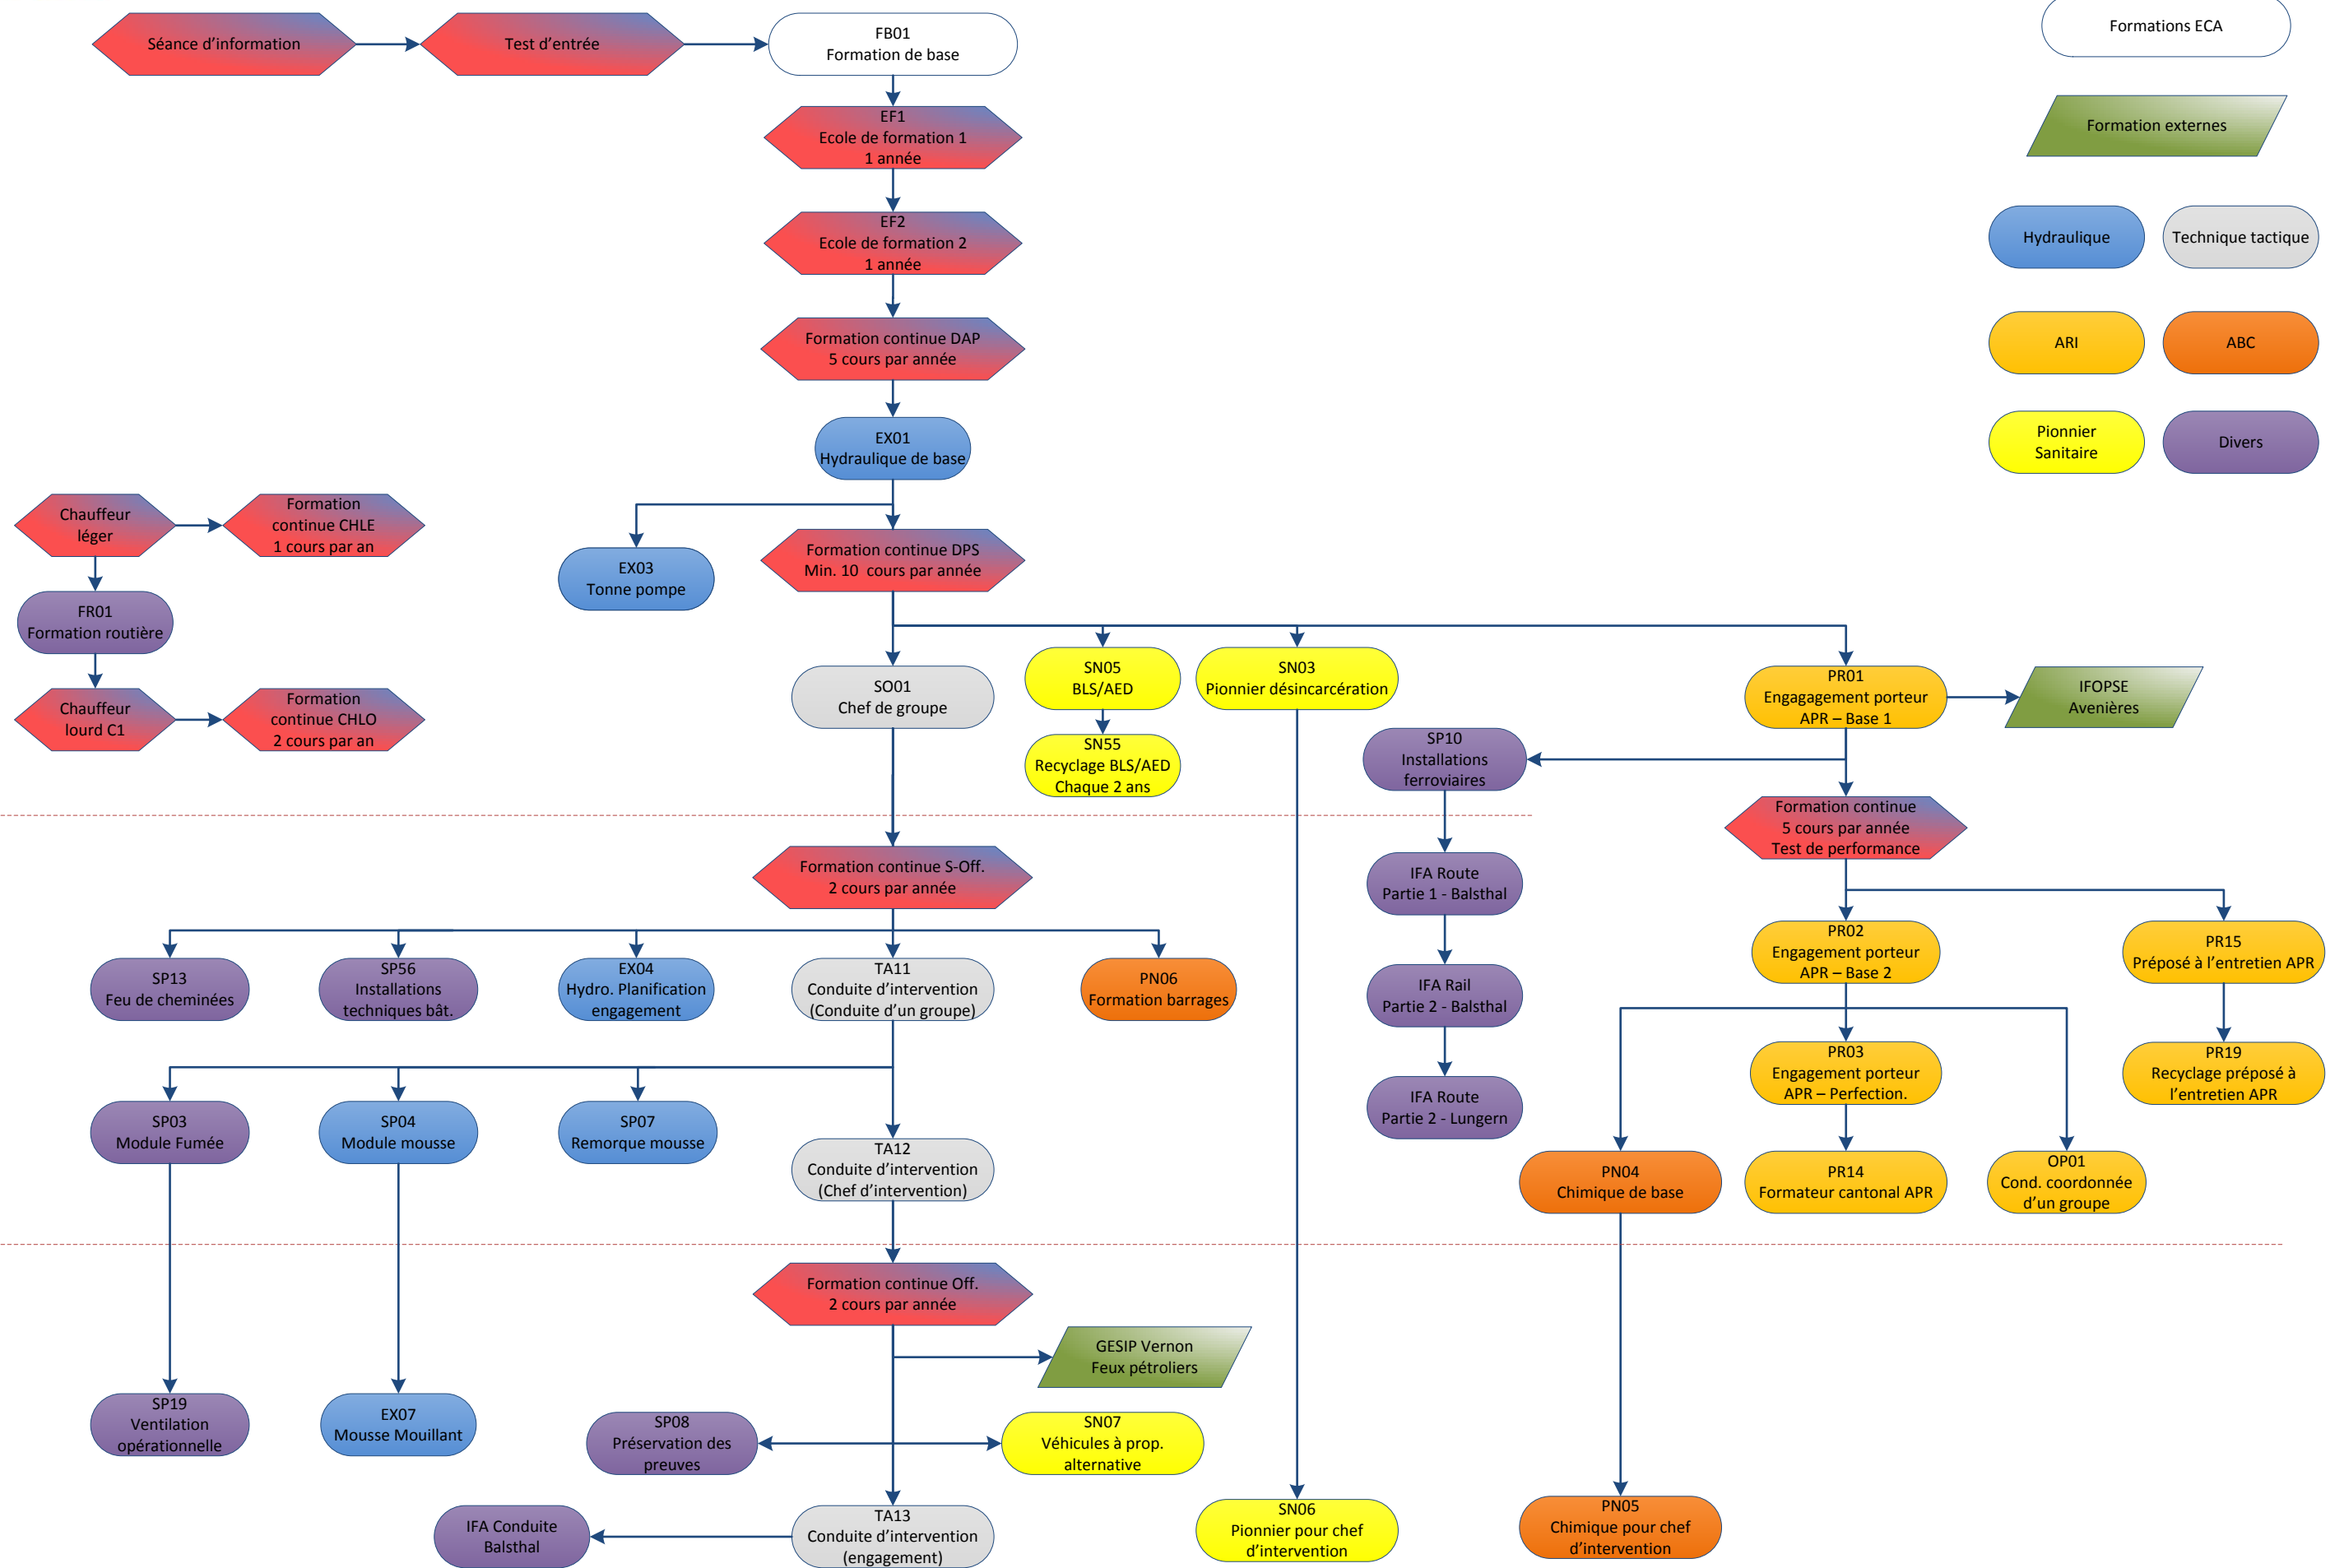 Séance d’information
Test d’entrée
FB01
Formation de base
Formations ECA
Formation externes
EF1
Ecole de formation 1
1 année
EF2
Ecole de formation 2
1 année
Hydraulique
Technique tactique
Formation continue DAP
5 cours par année
ARI
ABC
EX01
Hydraulique de base
Pionnier
Sanitaire
Divers
Chauffeur
léger
Formation
continue CHLE
1 cours par an
EX03
Tonne pompe
Formation continue DPS
Min. 10  cours par année
FR01
Formation routière
Chauffeur
lourd C1
Formation
continue CHLO
2 cours par an
SO01
Chef de groupe
SN05
BLS/AED
SN03
Pionnier désincarcération
PR01
Engagagement porteur
APR – Base 1
IFOPSE
Avenières
SN55
Recyclage BLS/AED
Chaque 2 ans
SP10
Installations
ferroviaires
Formation continue
5 cours par année
Test de performance
Formation continue S-Off.
2 cours par année
IFA Route
Partie 1 - Balsthal
SP13
Feu de cheminées
SP56
Installations
techniques bât.
EX04
Hydro. Planification
engagement
TA11
Conduite d’intervention
(Conduite d’un groupe)
PN06
Formation barrages
IFA Rail
Partie 2 - Balsthal
PR02
Engagement porteur
APR – Base 2
PR15
Préposé à l’entretien APR
PR03
Engagement porteur
APR – Perfection.
PR19
Recyclage préposé à
l’entretien APR
IFA Route
Partie 2 - Lungern
SP03
Module Fumée
SP04
Module mousse
SP07
Remorque mousse
TA12
Conduite d’intervention
(Chef d’intervention)
PN04
Chimique de base
PR14
Formateur cantonal APR
OP01
Cond. coordonnée
d’un groupe
Formation continue Off.
2 cours par année
GESIP Vernon
Feux pétroliers
SP19
Ventilation
opérationnelle
EX07
Mousse Mouillant
SP08
Préservation des
preuves
SN07
Véhicules à prop.
alternative
IFA Conduite
Balsthal
TA13
Conduite d’intervention
(engagement)
SN06
Pionnier pour chef
d’intervention
PN05
Chimique pour chef
d’intervention